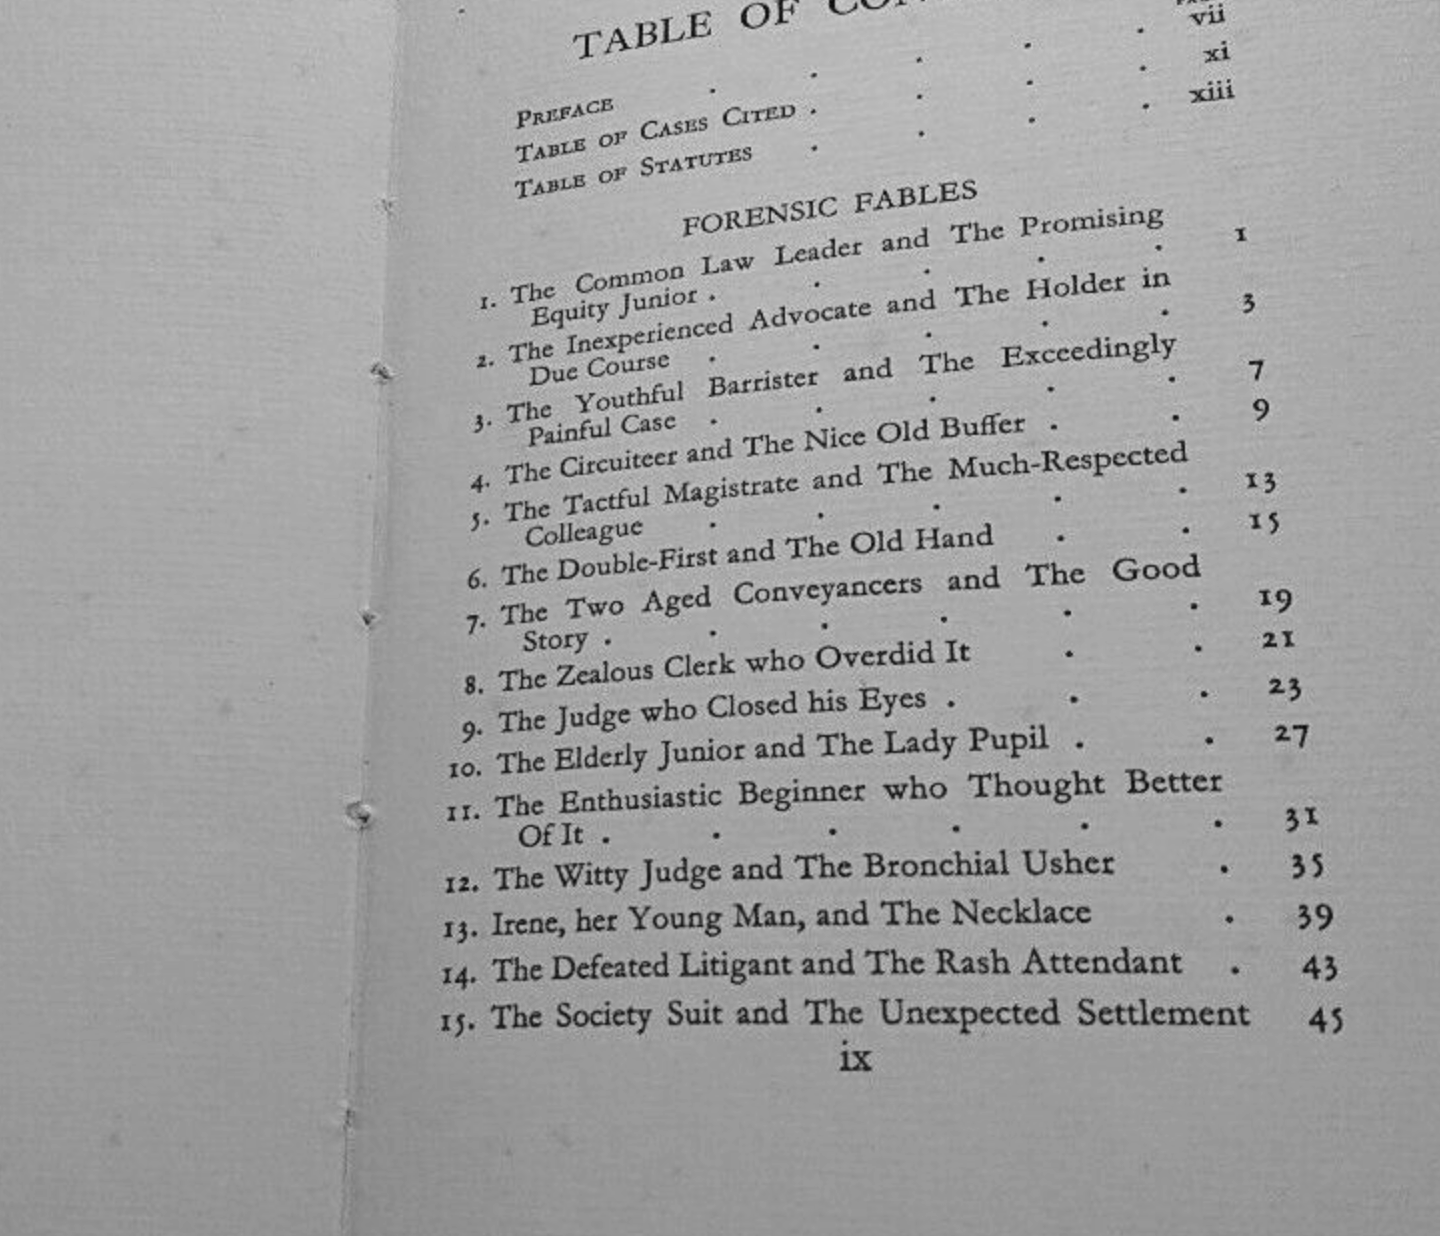 TABLE OF
PREFACE . . . . . vii
TABLE OF CASES CITED . . . . xi
TABLE OF STATUTES . . . . xiii
FORENSIC FABLES
1. The Common Law Leader and The Promising
Equity Junior . . . . . 1
2. The Inexperienced Advocate and The Holder in
Due Course . . . . . 3
3. The Youthful Barrister and The Exceedingly
Painful Case . . . . . 7
4. The Circuiteer and The Nice Old Buffer . . 9
5. The Tactful Magistrate and The Much-Respected
Colleague . . . . . 13
6. The Double-First and The Old Hand . . 15
7. The Two Aged Conveyancers and The Good
Story . . . . . . 19
8. The Zealous Clerk who Overdid It . . 21
9. The Judge who Closed his Eyes . . . 23
10. The Elderly Junior and The Lady Pupil . . 27
11. The Enthusiastic Beginner who Thought Better
Of It . . . . . . 31
12. The Witty Judge and The Bronchial Usher . 35
13. Irene, her Young Man, and The Necklace . 39
14. The Defeated Litigant and The Rash Attendant . 43
15. The Society Suit and The Unexpected Settlement 45
ix